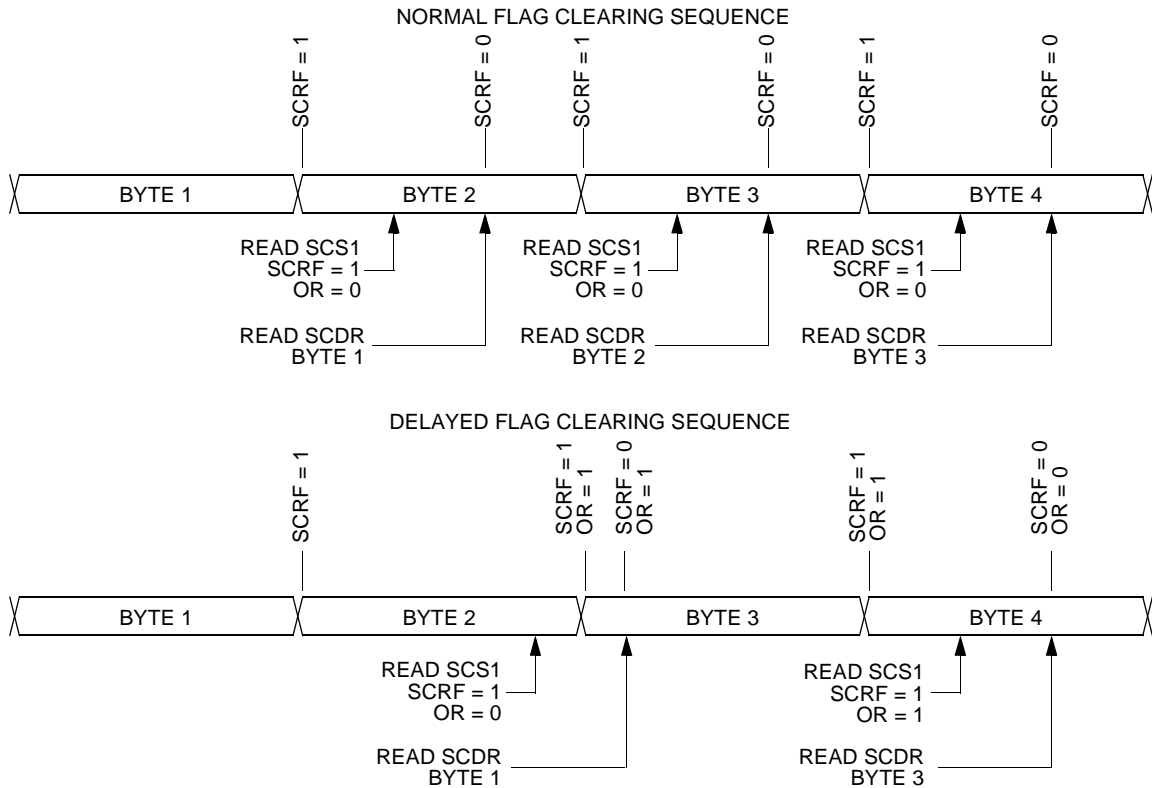 NORMAL FLAG CLEARING SEQUENCE
SCRF = 1
SCRF = 0
SCRF = 1
SCRF = 0
SCRF = 1
SCRF = 0
BYTE 1
BYTE 2
BYTE 3
BYTE 4
READ SCS1
SCRF = 1
OR = 0
READ SCS1
SCRF = 1
OR = 0
READ SCS1
SCRF = 1
OR = 0
READ SCDR
BYTE 1
READ SCDR
BYTE 2
READ SCDR
BYTE 3
DELAYED FLAG CLEARING SEQUENCE
SCRF = 1
SCRF = 1
OR = 1
SCRF = 0
OR = 1
SCRF = 1
OR = 1
SCRF = 0
OR = 0
BYTE 1
BYTE 2
BYTE 3
BYTE 4
READ SCS1
SCRF = 1
OR = 0
READ SCS1
SCRF = 1
OR = 1
READ SCDR
BYTE 1
READ SCDR
BYTE 3